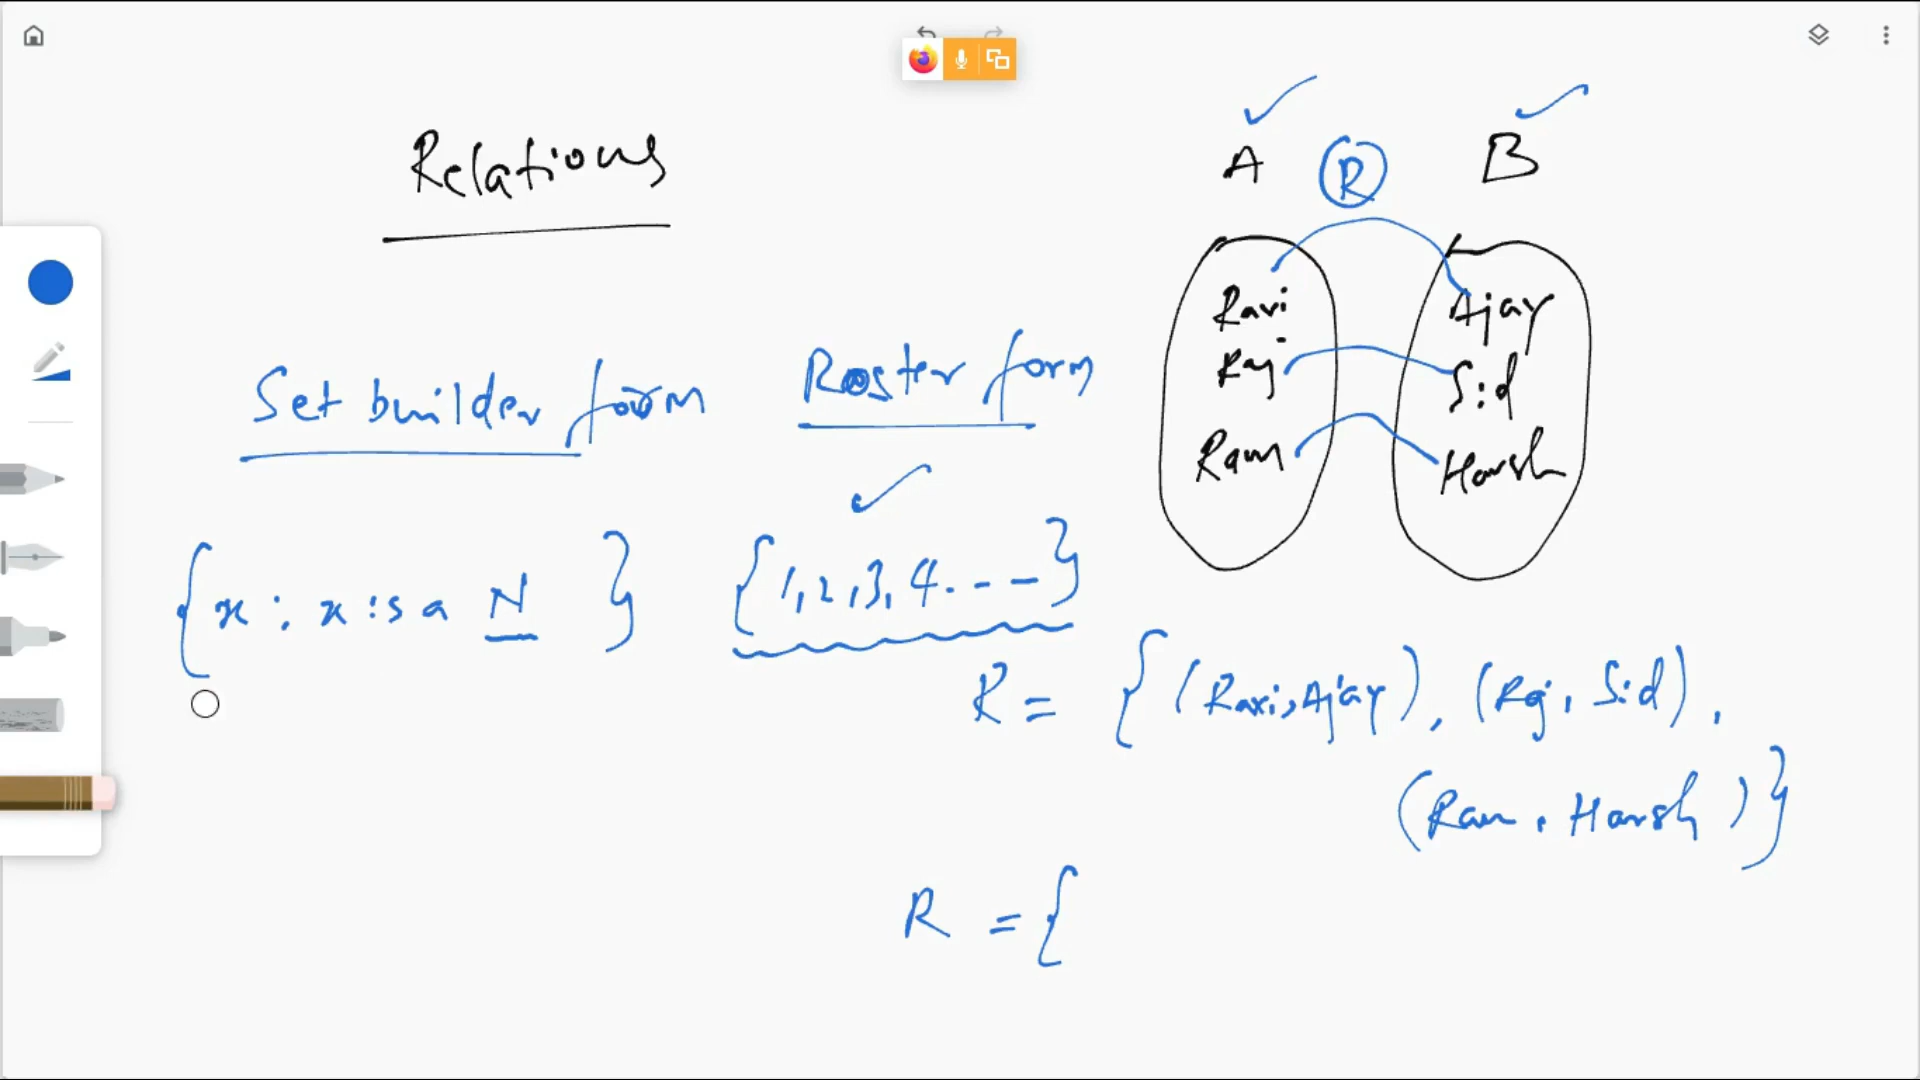 Relations
A R B
Ravi Ajay
Raj Sid
Ram Harsh
Set builder form Roster form
{x : x is a N } {1,2,3,4. - - }
R = { (Ravi, Ajay), (Raj, Sid),
(Ram, Harsh)}
R = {